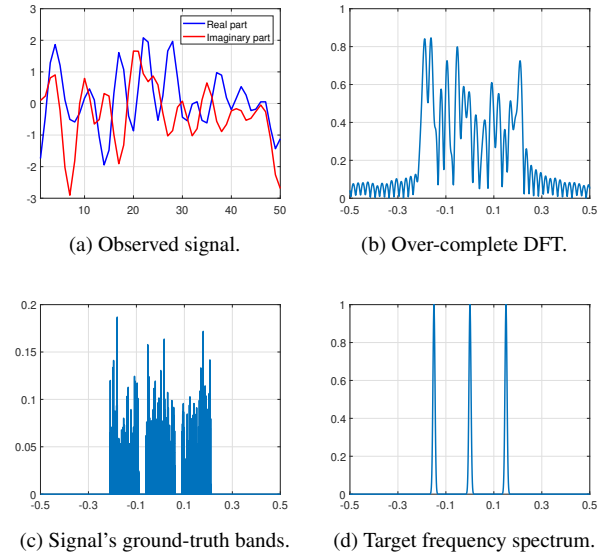 3
2
1
0
-1
-2
-3
10 20 30 40 50
Real part
Imaginary part
(a) Observed signal.
1
0.8
0.6
0.4
0.2
0
-0.5 -0.3 -0.1 0.1 0.3 0.5
(b) Over-complete DFT.
0.2
0.15
0.1
0.05
0
-0.5 -0.3 -0.1 0.1 0.3 0.5
(c) Signal's ground-truth bands.
1
0.8
0.6
0.4
0.2
0
-0.5 -0.3 -0.1 0.1 0.3 0.5
(d) Target frequency spectrum.